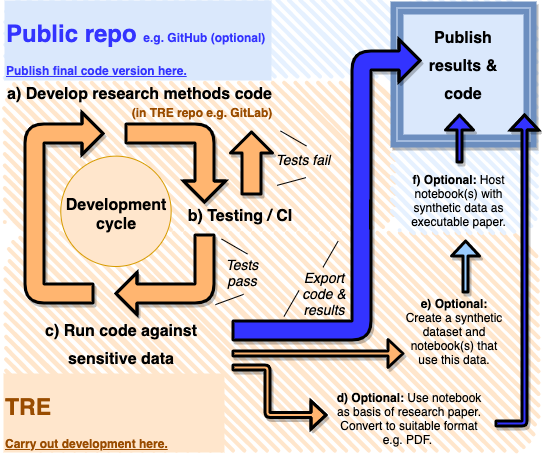 Public repo e.g. GitHub (optional)
Publish final code version here.
Publish
results &
code
a) Develop research methods code
(in TRE repo e.g. GitLab)
Tests fail
Development
cycle
b) Testing / CI
Tests
pass
Export
code &
results
c) Run code against
sensitive data
f) Optional: Host
notebook(s) with
synthetic data as
executable paper.
e) Optional:
Create a synthetic
dataset and
notebook(s) that
use this data.
d) Optional: Use notebook
as basis of research paper.
Convert to suitable format
e.g. PDF.
TRE
Carry out development here.